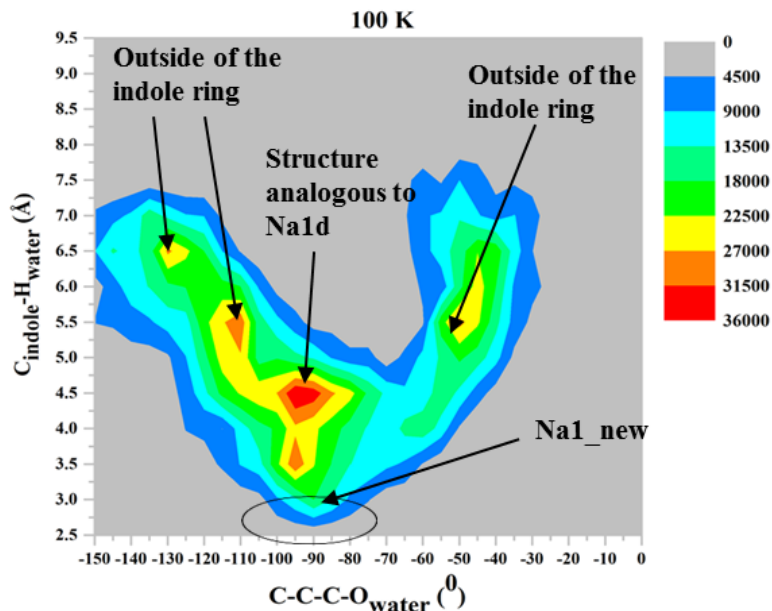 100 K
9.5
9.0
8.5
8.0
7.5
7.0
6.5
6.0
5.5
5.0
4.5
4.0
3.5
3.0
2.5
C_indole-H_water (Å)
Outside of the
indole ring
Structure
analogous to
Na1d
Outside of the
indole ring
Na1_new
-150 -140 -130 -120 -110 -100 -90 -80 -70 -60 -50 -40 -30 -20 -10 0
C-C-C-O_water (^0)
0
4500
9000
13500
18000
22500
27000
31500
36000